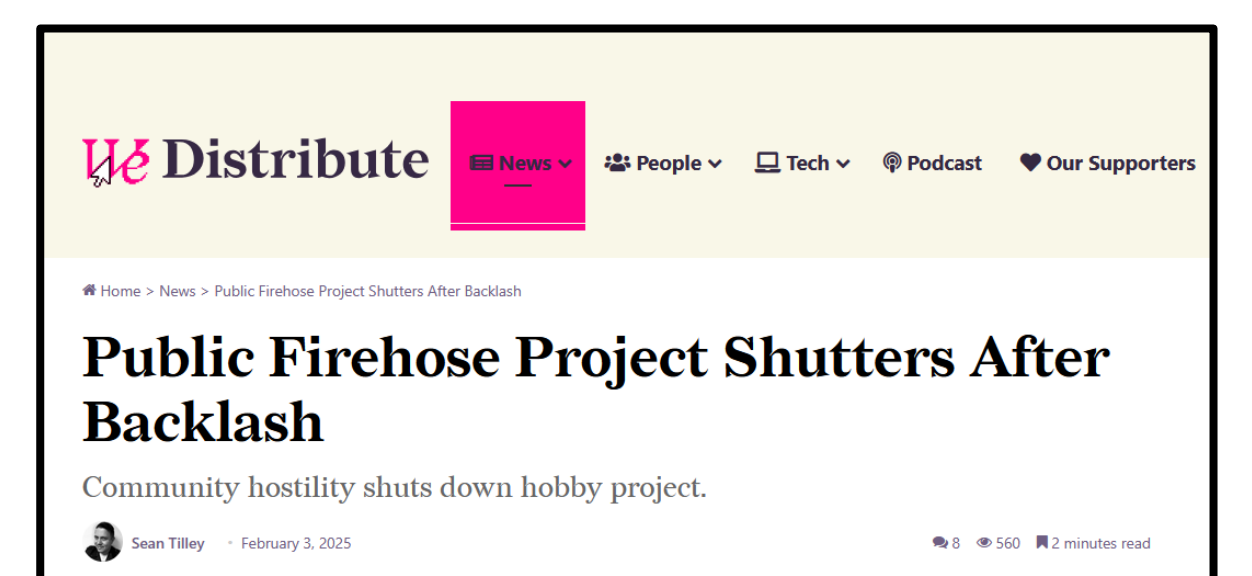 We Distribute
News
People
Tech
Podcast
Our Supporters
Home > News > Public Firehose Project Shutters After Backlash
Public Firehose Project Shutters After
Backlash
Community hostility shuts down hobby project.
Sean Tilley
February 3, 2025
8
560
2 minutes read